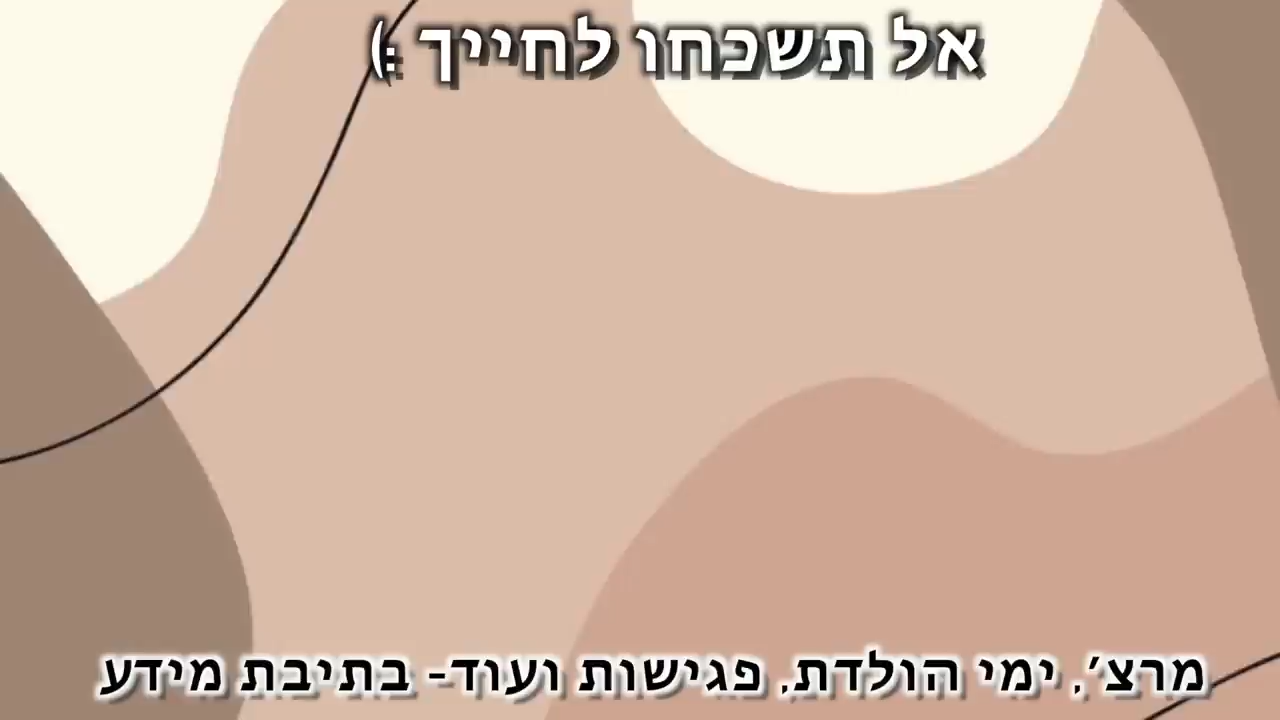 אל תשכחו לחייך :)
מרצ', ימי הולדת, פגישות ועוד- בתיבת מידע